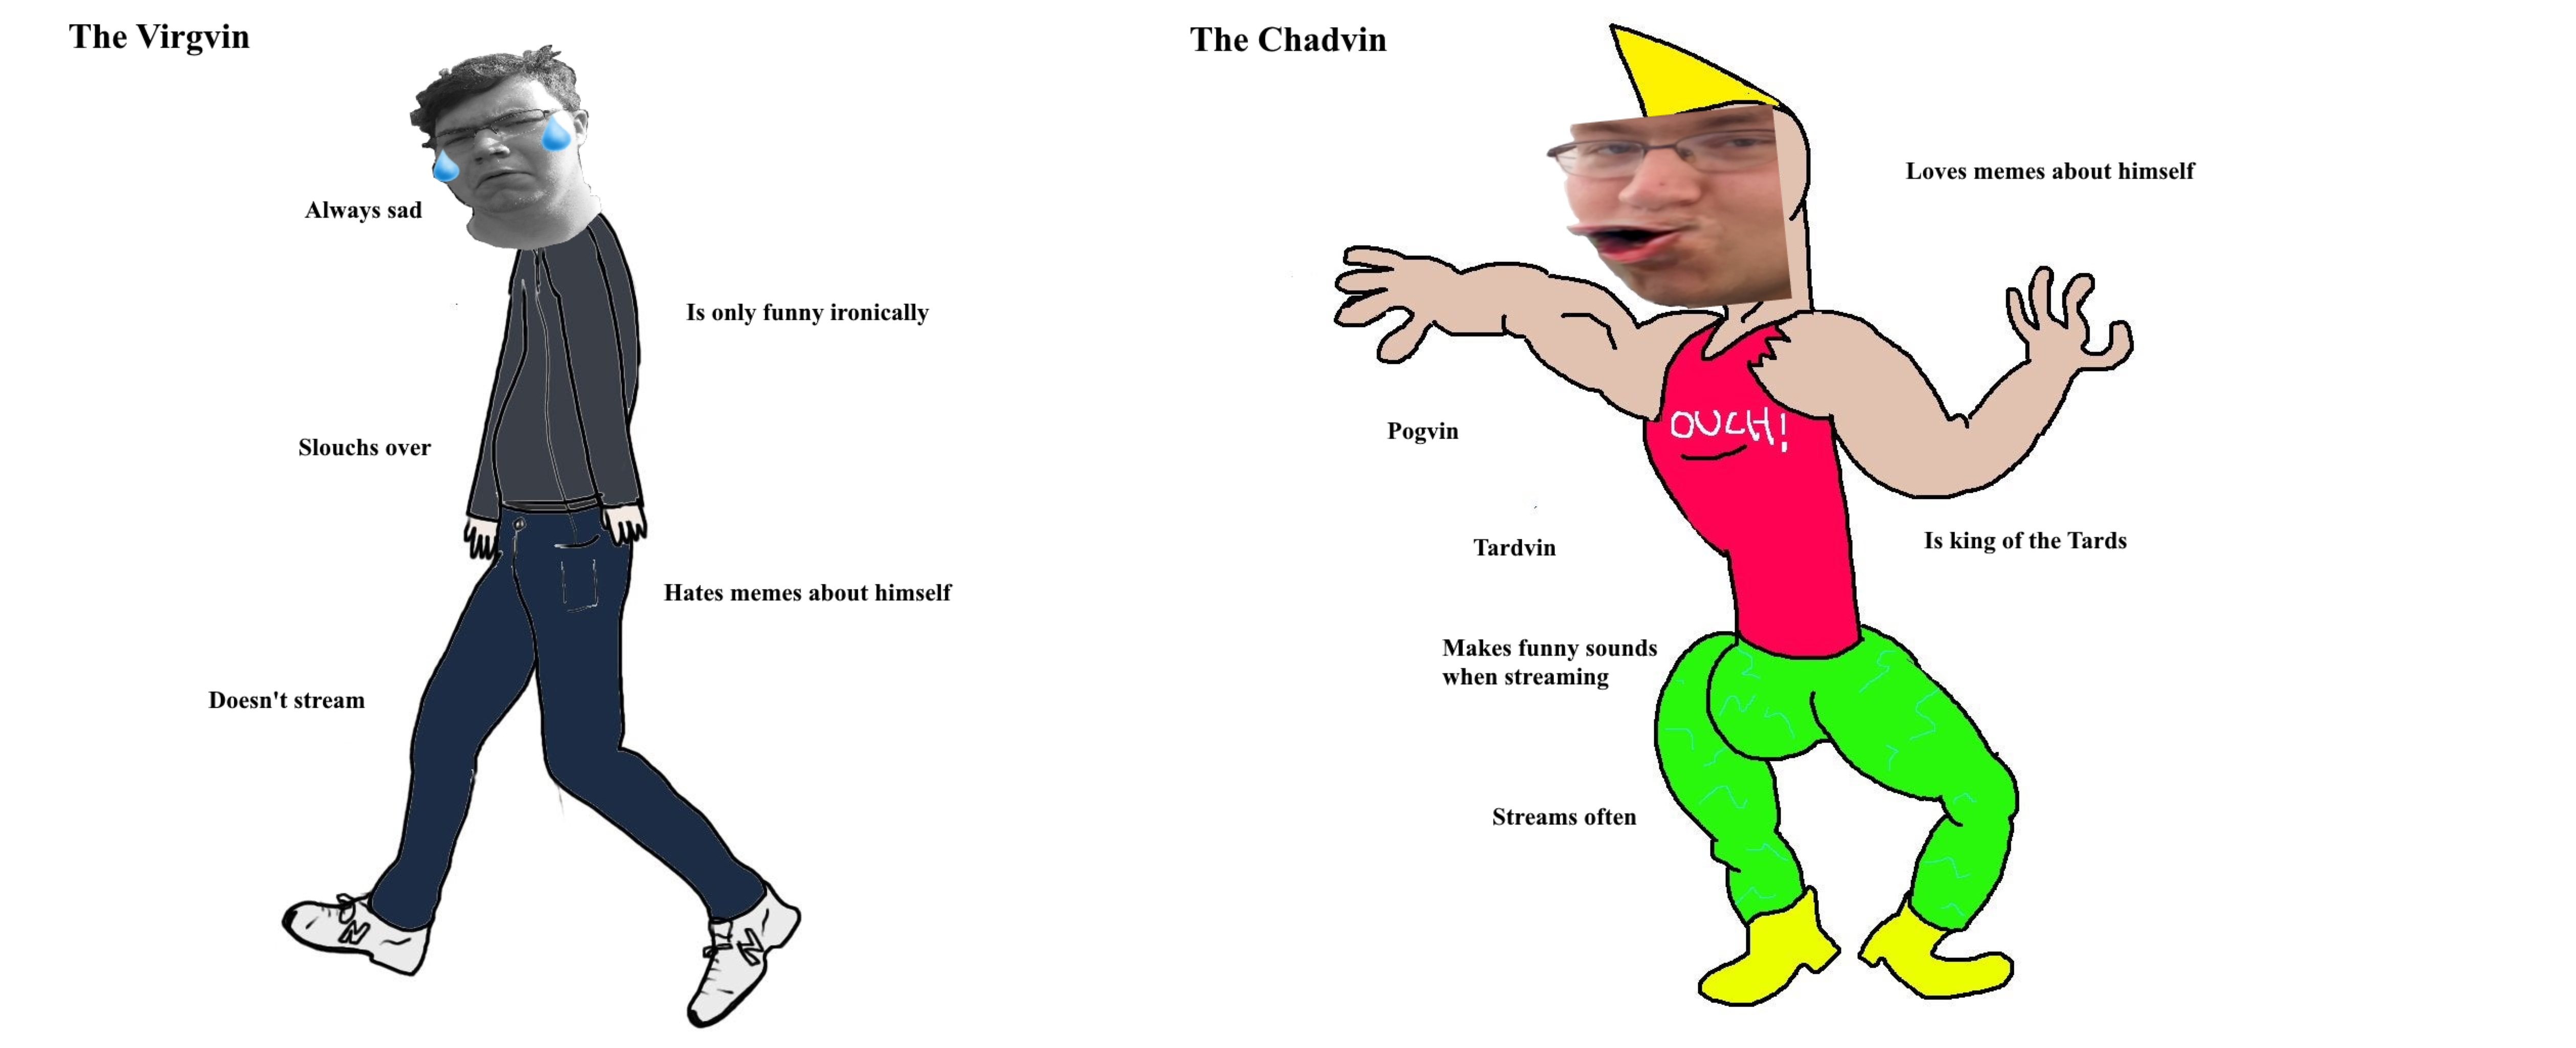 The Virgvin
Always sad
Is only funny ironically
Slouchs over
Hates memes about himself
Doesn't stream
N
N
The Chadvin
Loves memes about himself
Pogvin
OUCH!
Tardvin
Is king of the Tards
Makes funny sounds
when streaming
Streams often